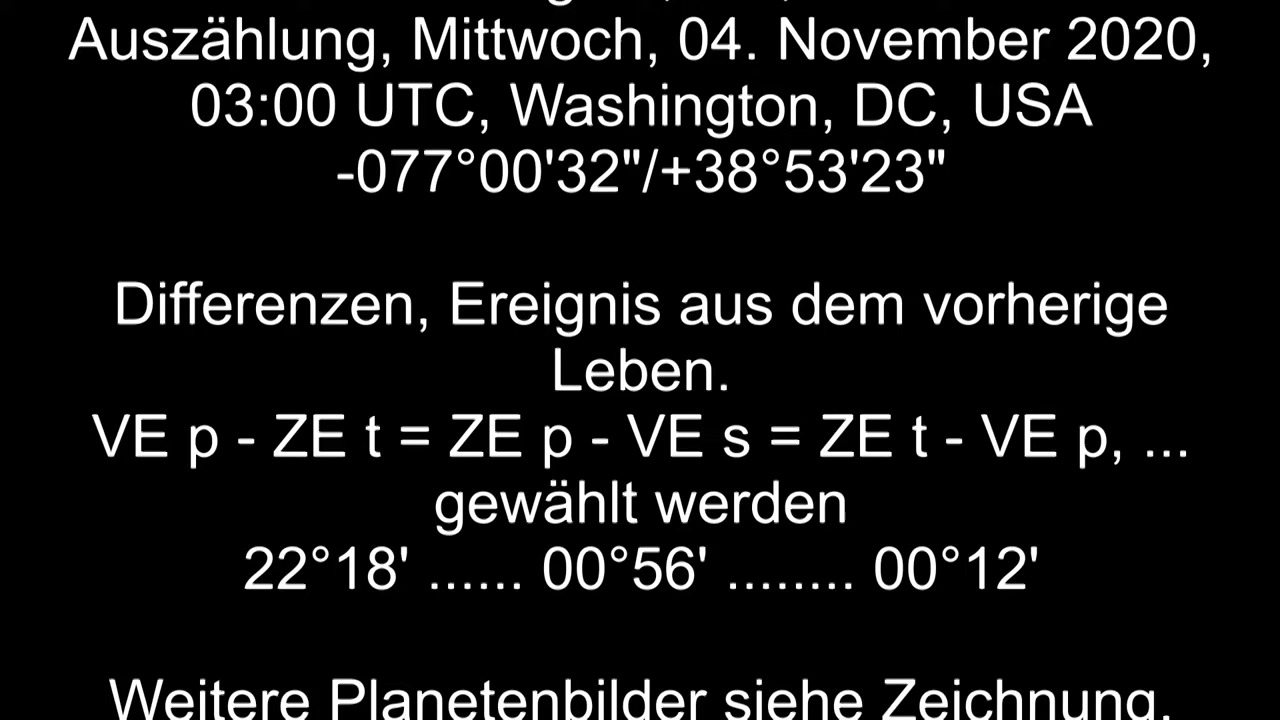 Auszählung, Mittwoch, 04. November 2020,
03:00 UTC, Washington, DC, USA
-077°00'32"/+38°53'23"
Differenzen, Ereignis aus dem vorherige
Leben.
VE p - ZE t = ZE p - VE s = ZE t - VE p, ...
gewählt werden
22°18' ...... 00°56' ........ 00°12'
Weitere Planetenbilder siehe Zeichnung.